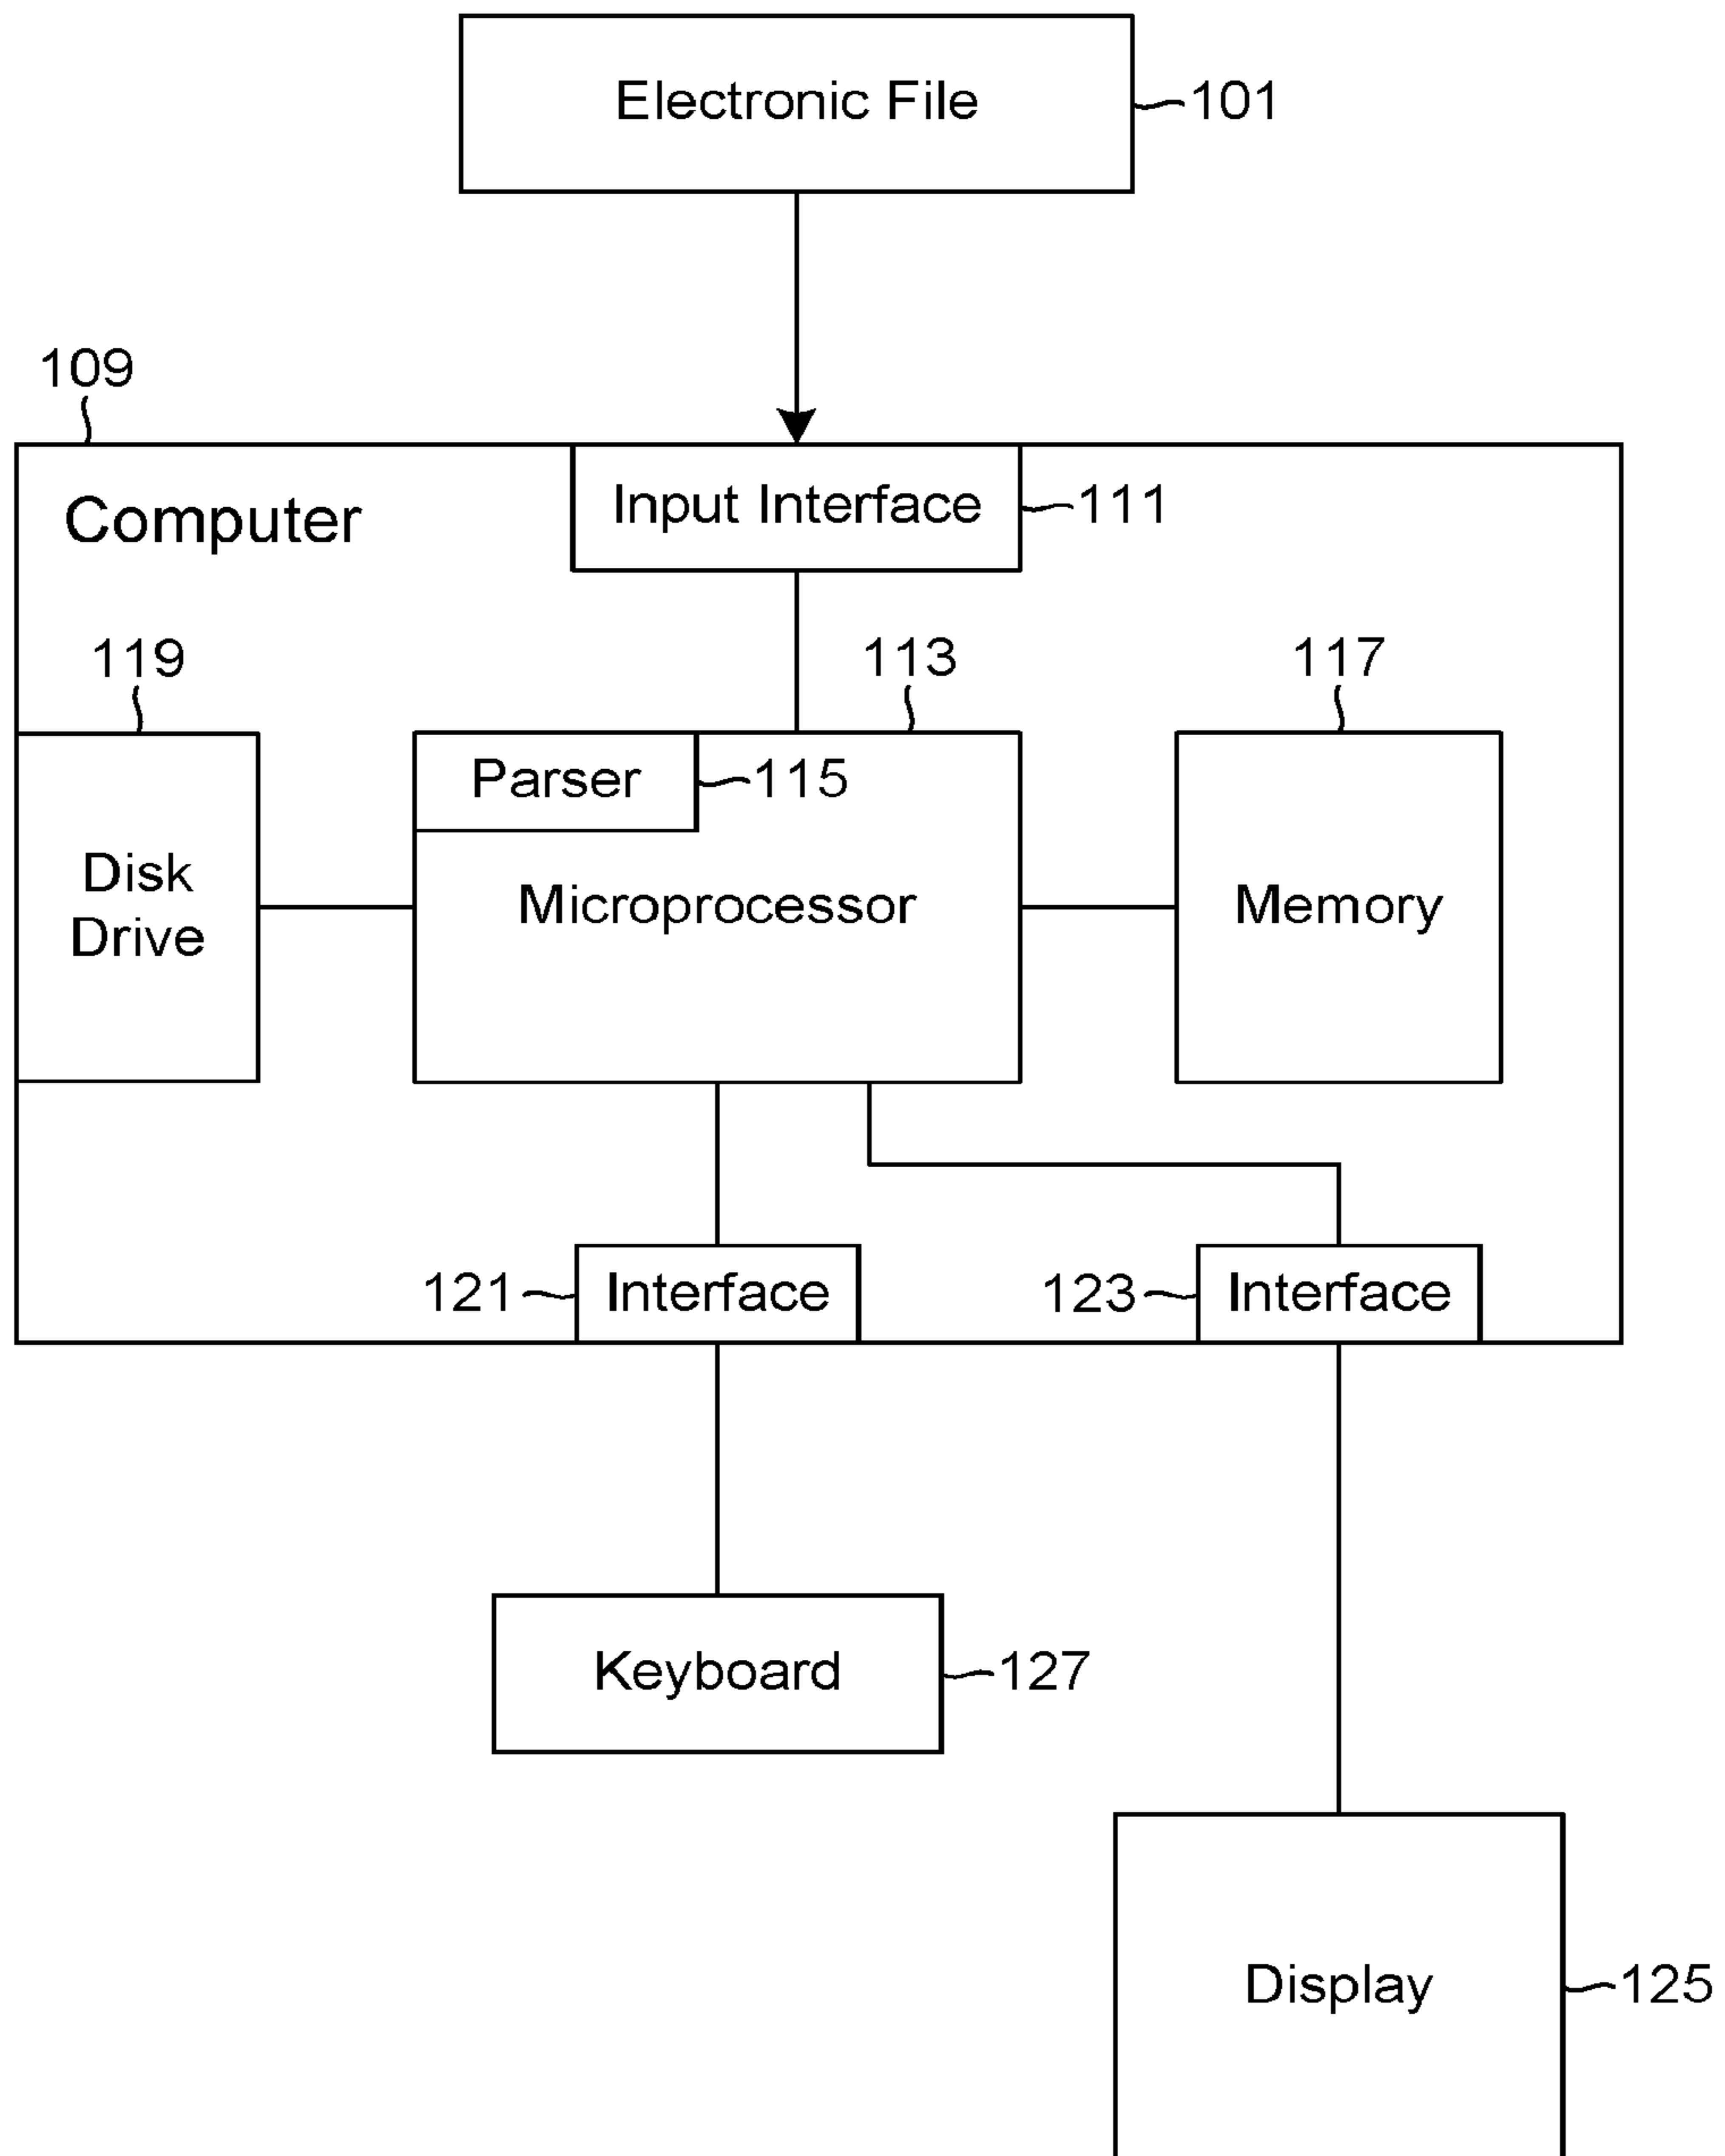 Electronic File
101
109
Computer
Input Interface
111
119
113
117
Parser
115
Disk
Drive
Microprocessor
Memory
121
Interface
123
Interface
Keyboard
127
Display
125